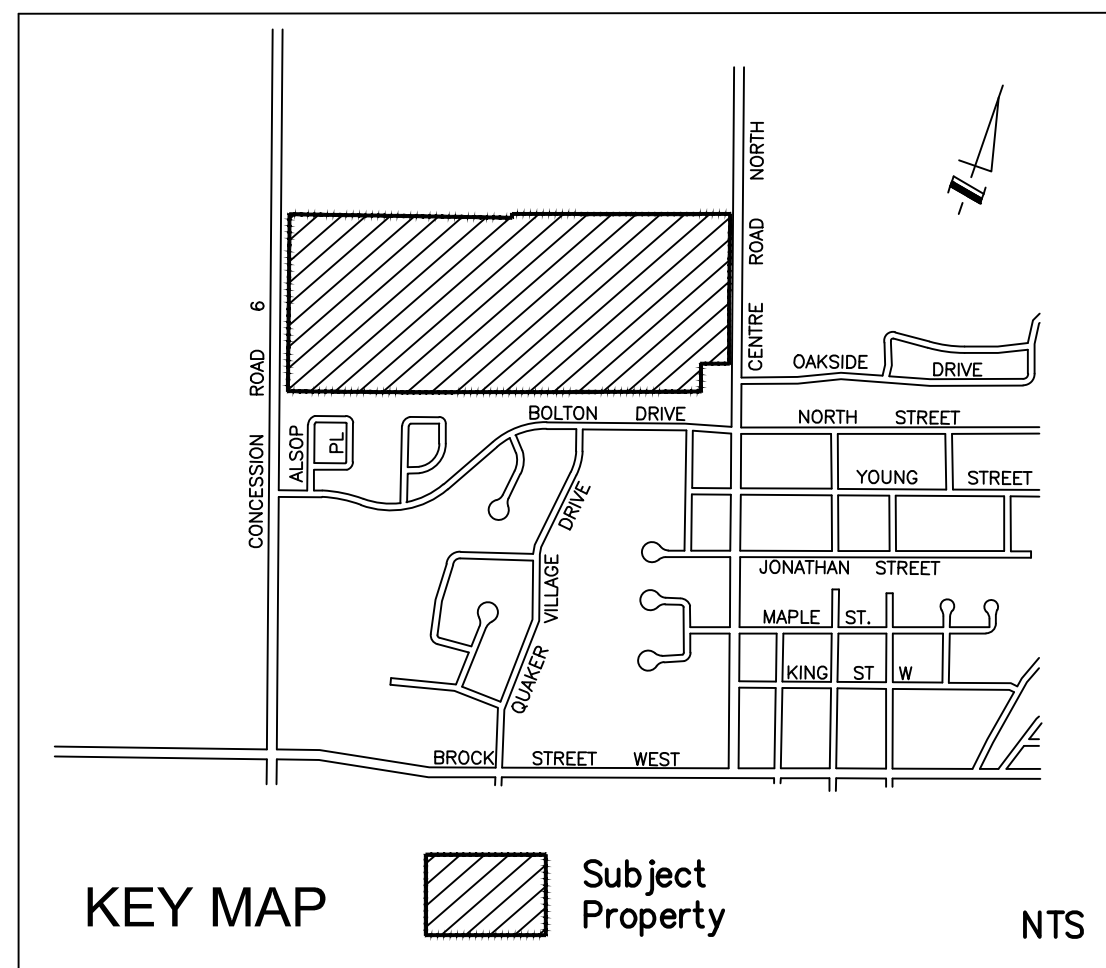 CENTRE ROAD NORTH
CONCESSION ROAD 6
OAKSIDE DRIVE
BOLTON DRIVE
NORTH STREET
ALSOP PL
YOUNG STREET
QUAKER VILLAGE DRIVE
JONATHAN STREET
MAPLE ST.
KING ST W
BROCK STREET WEST
KEY MAP
Subject
Property
NTS